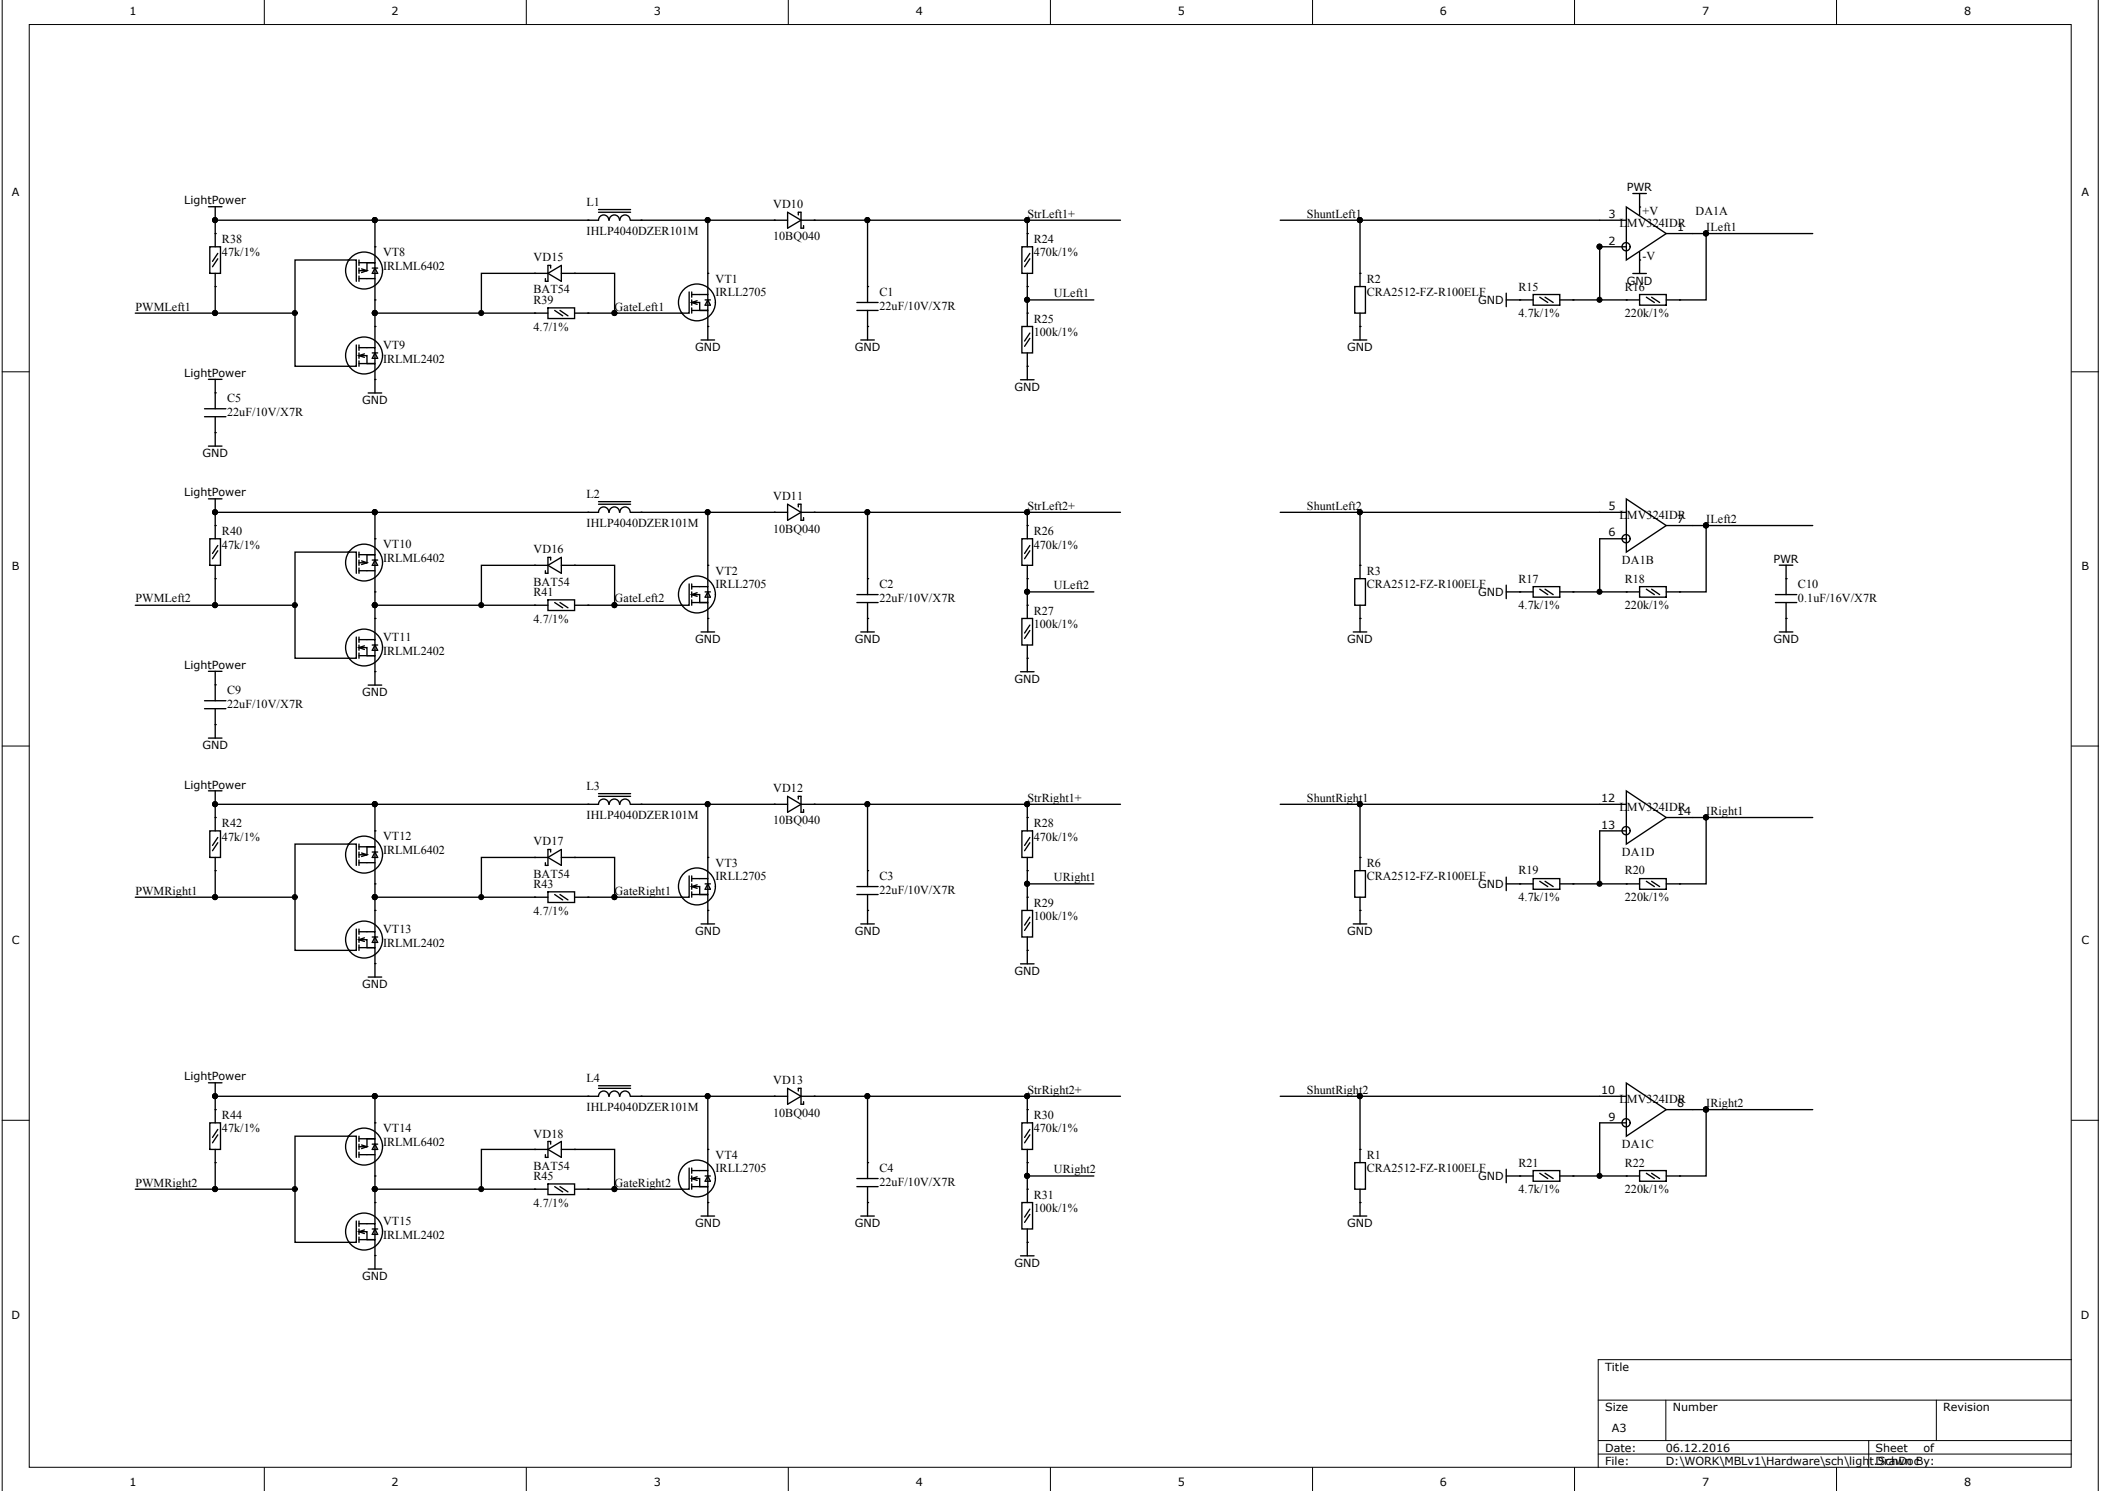 1 2 3 4 5 6 7 8
A A
LightPower
R38
47k/1%
PWMLeft1
VT8
IRLML6402
VT9
IRLML2402
GND
L1
IHLP4040DZER101M
VD15
BAT54
R39
4.7/1%
GateLeft1
VT1
IRLL2705
GND
VD10
10BQ040
C1
22uF/10V/X7R
GND
StrLeft1+
R24
470k/1%
ULeft1
R25
100k/1%
GND
ShuntLeft1
R2
CRA2512-FZ-R100ELF
GND
PWR
3 +V DA1A
LMV324IDR
1 ILeft1
2
-V
GND
GND
R15
4.7k/1%
R16
220k/1%
LightPower
C5
22uF/10V/X7R
GND
B B
LightPower
R40
47k/1%
PWMLeft2
VT10
IRLML6402
VT11
IRLML2402
GND
L2
IHLP4040DZER101M
VD16
BAT54
R41
4.7/1%
GateLeft2
VT2
IRLL2705
GND
VD11
10BQ040
C2
22uF/10V/X7R
GND
StrLeft2+
R26
470k/1%
ULeft2
R27
100k/1%
GND
ShuntLeft2
R3
CRA2512-FZ-R100ELF
GND
5
LMV324IDR
7 ILeft2
6
DA1B
GND
R17
4.7k/1%
R18
220k/1%
PWR
C10
0.1uF/16V/X7R
GND
LightPower
C9
22uF/10V/X7R
GND
C C
LightPower
R42
47k/1%
PWMRight1
VT12
IRLML6402
VT13
IRLML2402
GND
L3
IHLP4040DZER101M
VD17
BAT54
R43
4.7/1%
GateRight1
VT3
IRLL2705
GND
VD12
10BQ040
C3
22uF/10V/X7R
GND
StrRight1+
R28
470k/1%
URight1
R29
100k/1%
GND
ShuntRight1
R6
CRA2512-FZ-R100ELF
GND
12
LMV324IDR
14 IRight1
13
DA1D
GND
R19
4.7k/1%
R20
220k/1%
LightPower
R44
47k/1%
PWMRight2
VT14
IRLML6402
VT15
IRLML2402
GND
L4
IHLP4040DZER101M
VD18
BAT54
R45
4.7/1%
GateRight2
VT4
IRLL2705
GND
VD13
10BQ040
C4
22uF/10V/X7R
GND
StrRight2+
R30
470k/1%
URight2
R31
100k/1%
GND
ShuntRight2
R1
CRA2512-FZ-R100ELF
GND
10
LMV324IDR
8 IRight2
9
DA1C
GND
R21
4.7k/1%
R22
220k/1%
D D
Title
Size Number Revision
A3
Date: 06.12.2016 Sheet of
File: D:\WORK\MBLv1\Hardware\sch\light.SchDoc Drawn By:
1 2 3 4 5 6 7 8